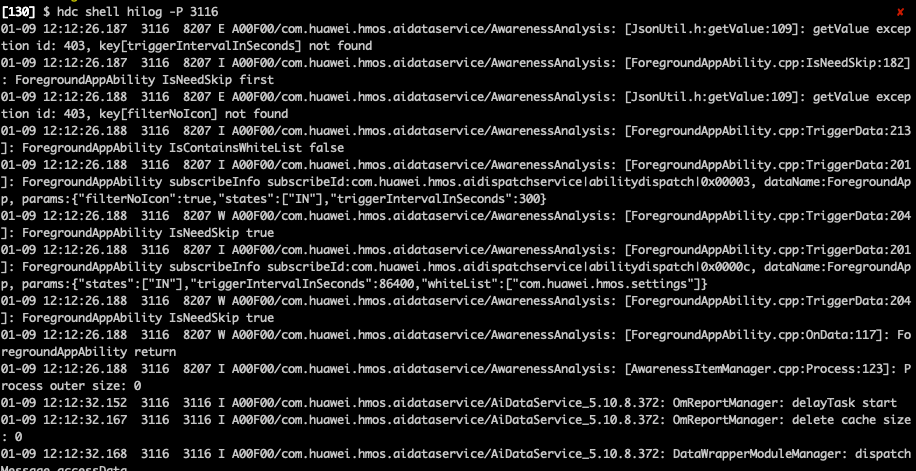 [130] $ hdc shell hilog -P 3116 ✘
01-09 12:12:26.187  3116  8207 E A00F00/com.huawei.hmos.aidataservice/AwarenessAnalysis: [JsonUtil.h:getValue:109]: getValue excep
tion id: 403, key[triggerIntervalInSeconds] not found
01-09 12:12:26.187  3116  8207 I A00F00/com.huawei.hmos.aidataservice/AwarenessAnalysis: [ForegroundAppAbility.cpp:IsNeedSkip:182]
: ForegroundAppAbility IsNeedSkip first
01-09 12:12:26.188  3116  8207 E A00F00/com.huawei.hmos.aidataservice/AwarenessAnalysis: [JsonUtil.h:getValue:109]: getValue excep
tion id: 403, key[filterNoIcon] not found
01-09 12:12:26.188  3116  8207 I A00F00/com.huawei.hmos.aidataservice/AwarenessAnalysis: [ForegroundAppAbility.cpp:TriggerData:213
]: ForegroundAppAbility IsContainsWhiteList false
01-09 12:12:26.188  3116  8207 I A00F00/com.huawei.hmos.aidataservice/AwarenessAnalysis: [ForegroundAppAbility.cpp:TriggerData:201
]: ForegroundAppAbility subscribeInfo subscribeId:com.huawei.hmos.aidispatchservice|abilitydispatch|0x00003, dataName:ForegroundAp
p, params:{"filterNoIcon":true,"states":["IN"],"triggerIntervalInSeconds":300}
01-09 12:12:26.188  3116  8207 W A00F00/com.huawei.hmos.aidataservice/AwarenessAnalysis: [ForegroundAppAbility.cpp:TriggerData:204
]: ForegroundAppAbility IsNeedSkip true
01-09 12:12:26.188  3116  8207 I A00F00/com.huawei.hmos.aidataservice/AwarenessAnalysis: [ForegroundAppAbility.cpp:TriggerData:201
]: ForegroundAppAbility subscribeInfo subscribeId:com.huawei.hmos.aidispatchservice|abilitydispatch|0x0000c, dataName:ForegroundAp
p, params:{"states":["IN"],"triggerIntervalInSeconds":86400,"whiteList":["com.huawei.hmos.settings"]}
01-09 12:12:26.188  3116  8207 W A00F00/com.huawei.hmos.aidataservice/AwarenessAnalysis: [ForegroundAppAbility.cpp:TriggerData:204
]: ForegroundAppAbility IsNeedSkip true
01-09 12:12:26.188  3116  8207 W A00F00/com.huawei.hmos.aidataservice/AwarenessAnalysis: [ForegroundAppAbility.cpp:OnData:117]: Fo
regroundAppAbility return
01-09 12:12:26.188  3116  8207 I A00F00/com.huawei.hmos.aidataservice/AwarenessAnalysis: [AwarenessItemManager.cpp:Process:123]: P
rocess outer size: 0
01-09 12:12:32.152  3116  3116 I A00F00/com.huawei.hmos.aidataservice/AiDataService_5.10.8.372: OmReportManager: delayTask start
01-09 12:12:32.167  3116  3116 I A00F00/com.huawei.hmos.aidataservice/AiDataService_5.10.8.372: OmReportManager: delete cache size
: 0
01-09 12:12:32.168  3116  3116 I A00F00/com.huawei.hmos.aidataservice/AiDataService_5.10.8.372: DataWrapperModuleManager: dispatch
Message accessData